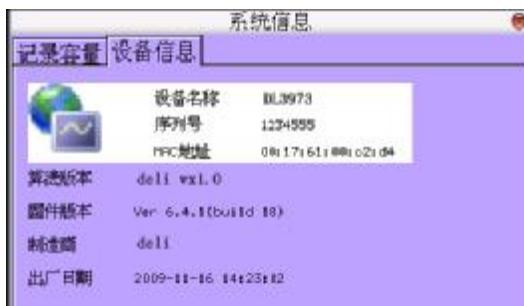 系统信息
记录容量 设备信息
设备名称 DL3973
序列号 1234555
MAC地址 00:17:61:00:c2:d4
算法版本 deli vx1.0
固件版本 Ver 6.4.1(build 18)
制造商 deli
出厂日期 2009-11-16 14:23:02